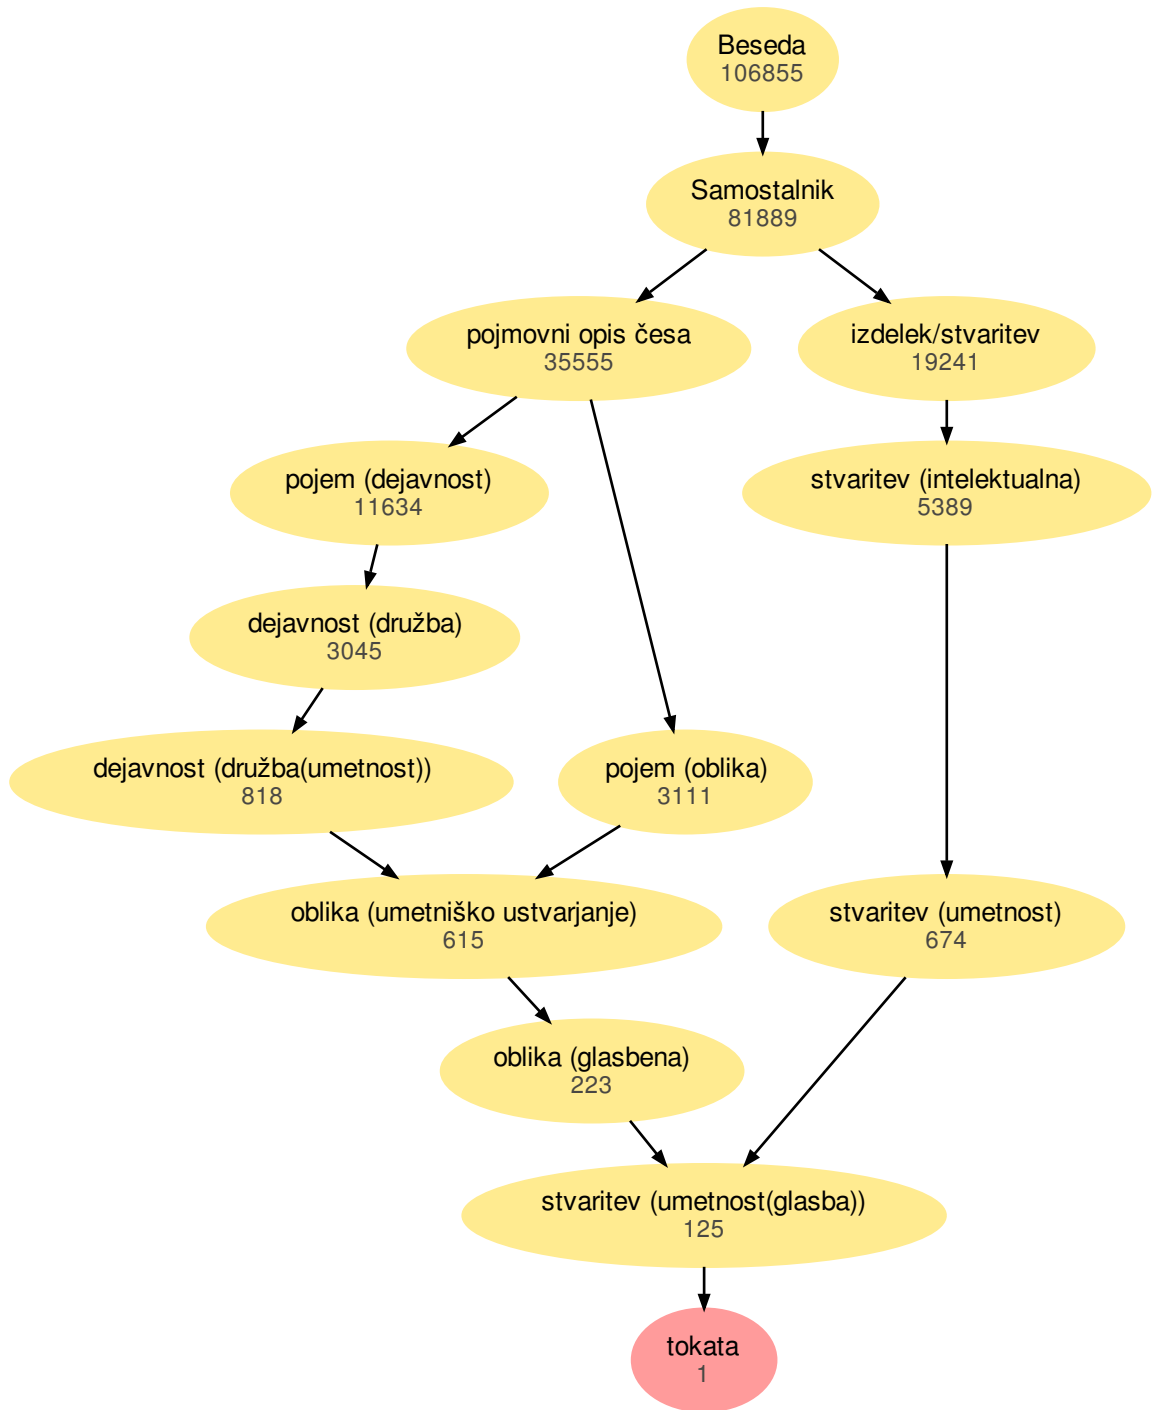 Beseda
106855
Samostalnik
81889
pojmovni opis česa
35555
izdelek/stvaritev
19241
pojem (dejavnost)
11634
stvaritev (intelektualna)
5389
dejavnost (družba)
3045
dejavnost (družba(umetnost))
818
pojem (oblika)
3111
oblika (umetniško ustvarjanje)
615
stvaritev (umetnost)
674
oblika (glasbena)
223
stvaritev (umetnost(glasba))
125
tokata
1